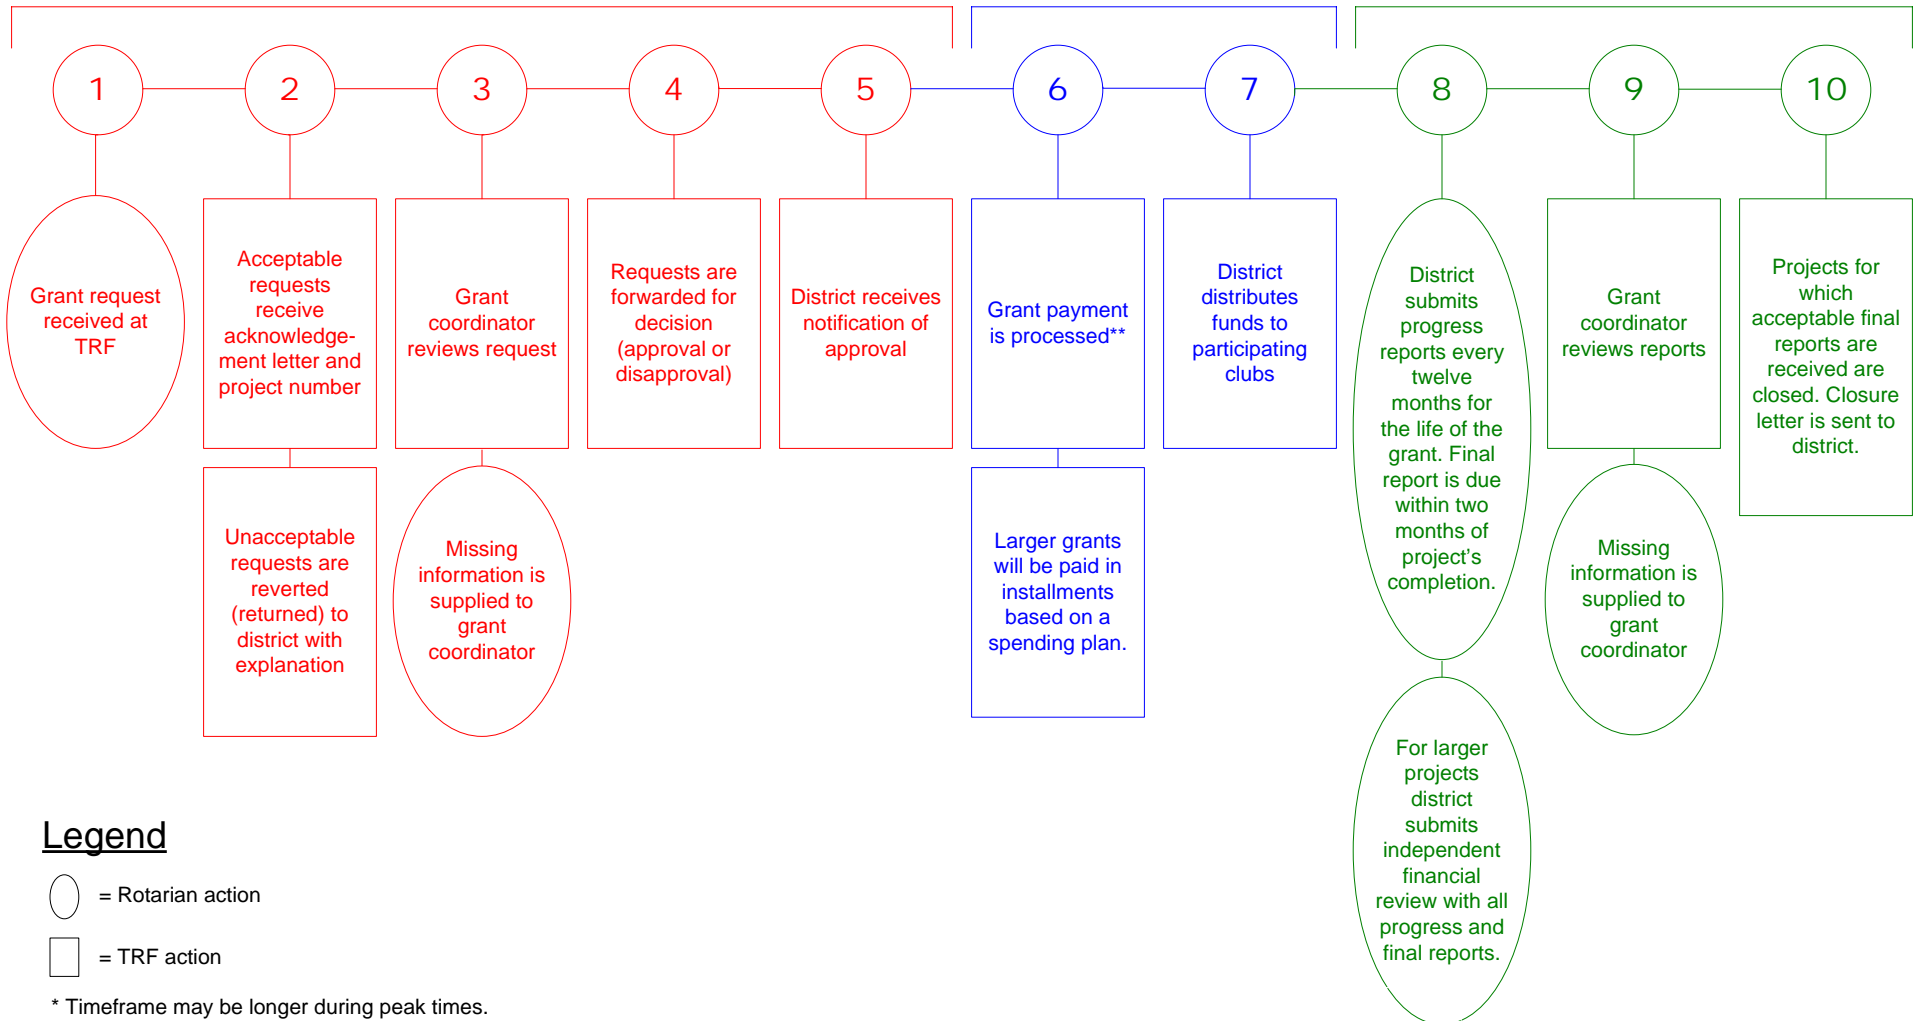 1
2
3
4
5
6
7
8
9
10
Grant request
received at
TRF
Acceptable
requests
receive
acknowledge-
ment letter and
project number
Unacceptable
requests are
reverted
(returned) to
district with
explanation
Grant
coordinator
reviews request
Missing
information is
supplied to
grant
coordinator
Requests are
forwarded for
decision
(approval or
disapproval)
District receives
notification of
approval
Grant payment
is processed**
Larger grants
will be paid in
installments
based on a
spending plan.
District
distributes
funds to
participating
clubs
District
submits
progress
reports every
twelve
months for
the life of the
grant. Final
report is due
within two
months of
project's
completion.
For larger
projects
district
submits
independent
financial
review with all
progress and
final reports.
Grant
coordinator
reviews reports
Missing
information is
supplied to
grant
coordinator
Projects for
which
acceptable final
reports are
received are
closed. Closure
letter is sent to
district.
Legend
= Rotarian action
= TRF action
* Timeframe may be longer during peak times.